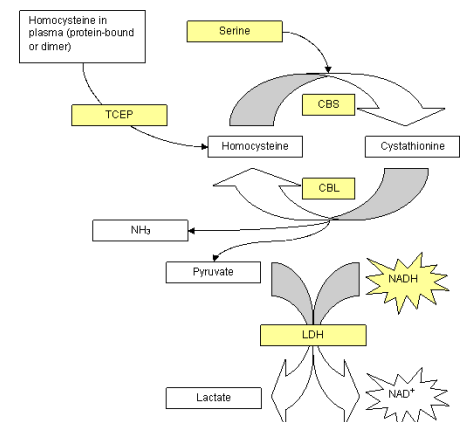 Homocysteine in
plasma (protein-bound
or dimer)
Serine
TCEP
CBS
Homocysteine
Cystathionine
CBL
NH₃
Pyruvate
NADH
LDH
Lactate
NAD⁺